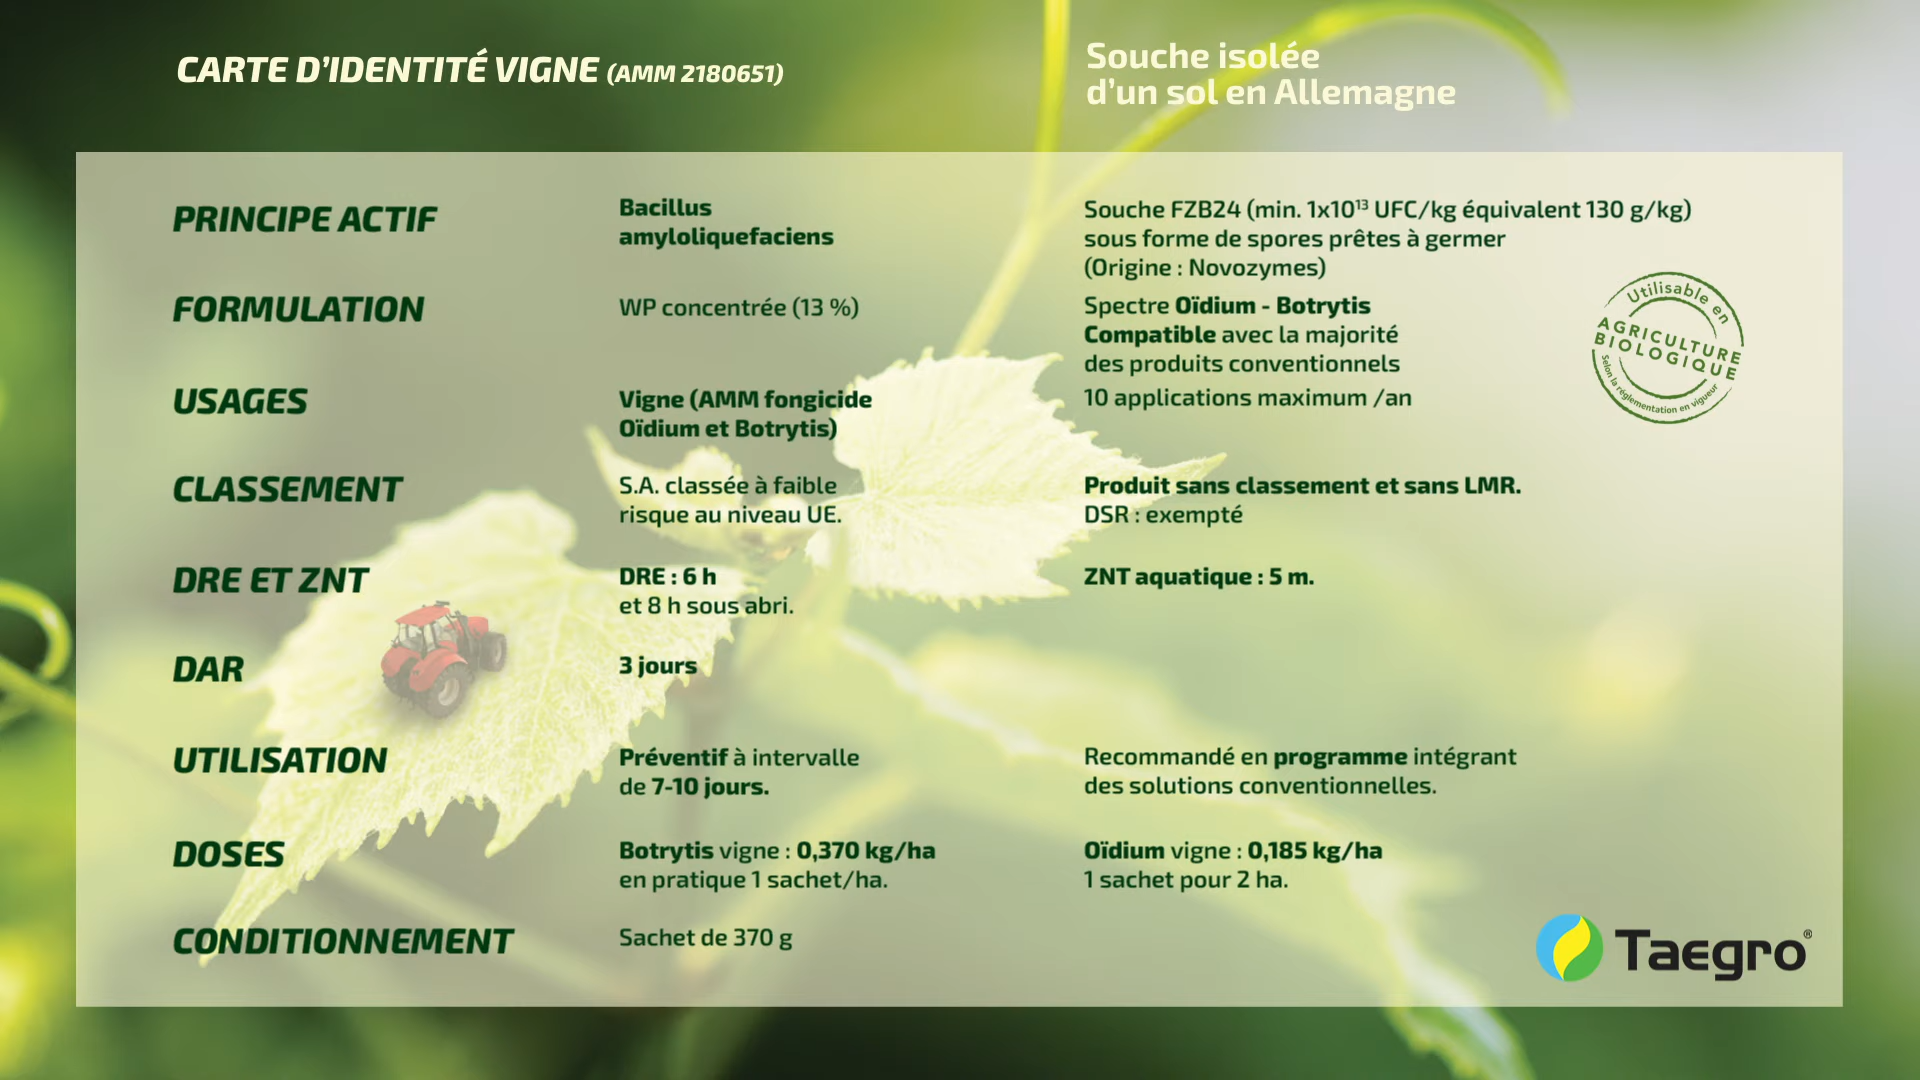 CARTE D'IDENTITÉ VIGNE (AMM 2180651)
Souche isolée
d'un sol en Allemagne
PRINCIPE ACTIF
Bacillus
amyloliquefaciens
Souche FZB24 (min. 1x10¹³ UFC/kg équivalent 130 g/kg)
sous forme de spores prêtes à germer
(Origine : Novozymes)
FORMULATION
WP concentrée (13 %)
Spectre Oïdium - Botrytis
Compatible avec la majorité
des produits conventionnels
Utilisable en
AGRICULTURE
BIOLOGIQUE
Selon la réglementation en vigueur
USAGES
Vigne (AMM fongicide
Oïdium et Botrytis)
10 applications maximum /an
CLASSEMENT
S.A. classée à faible
risque au niveau UE.
Produit sans classement et sans LMR.
DSR : exempté
DRE ET ZNT
DRE : 6 h
et 8 h sous abri.
ZNT aquatique : 5 m.
DAR
3 jours
UTILISATION
Préventif à intervalle
de 7-10 jours.
Recommandé en programme intégrant
des solutions conventionnelles.
DOSES
Botrytis vigne : 0,370 kg/ha
en pratique 1 sachet/ha.
Oïdium vigne : 0,185 kg/ha
1 sachet pour 2 ha.
CONDITIONNEMENT
Sachet de 370 g
Taegro®